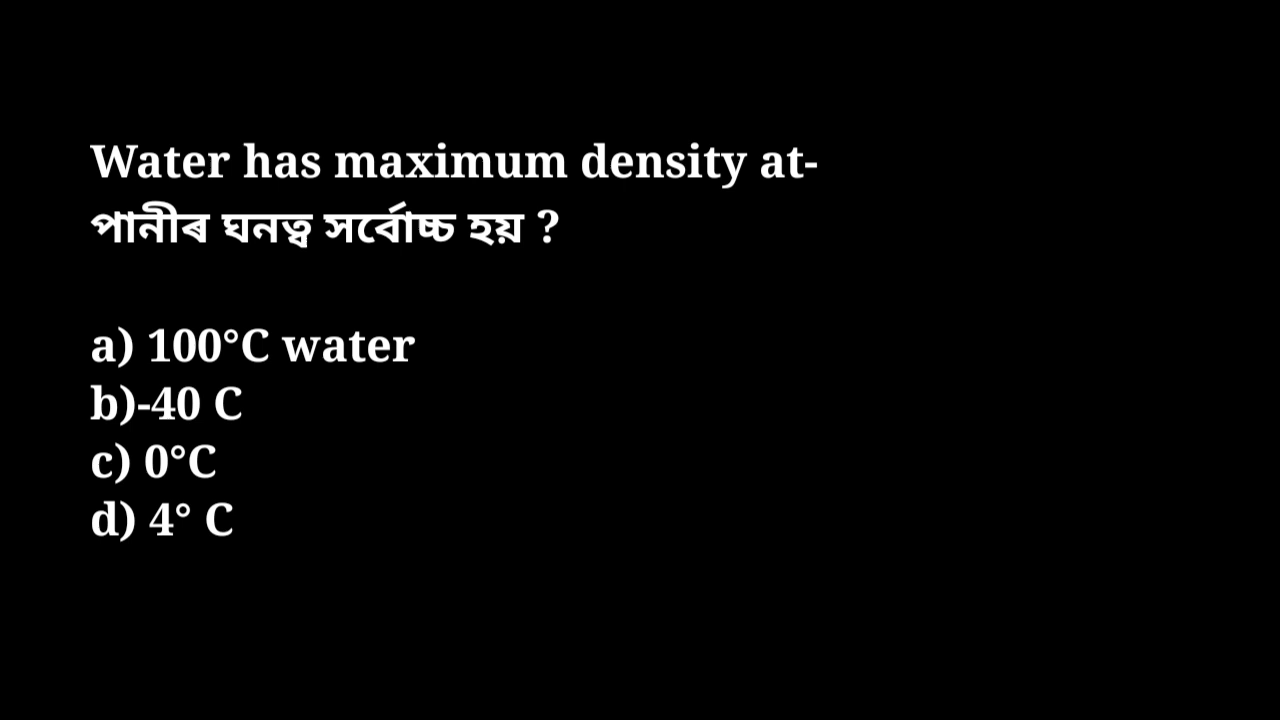 Water has maximum density at-
পানীৰ ঘনত্ব সৰ্বোচ্চ হয় ?
a) 100°C water
b)-40 C
c) 0°C
d) 4° C